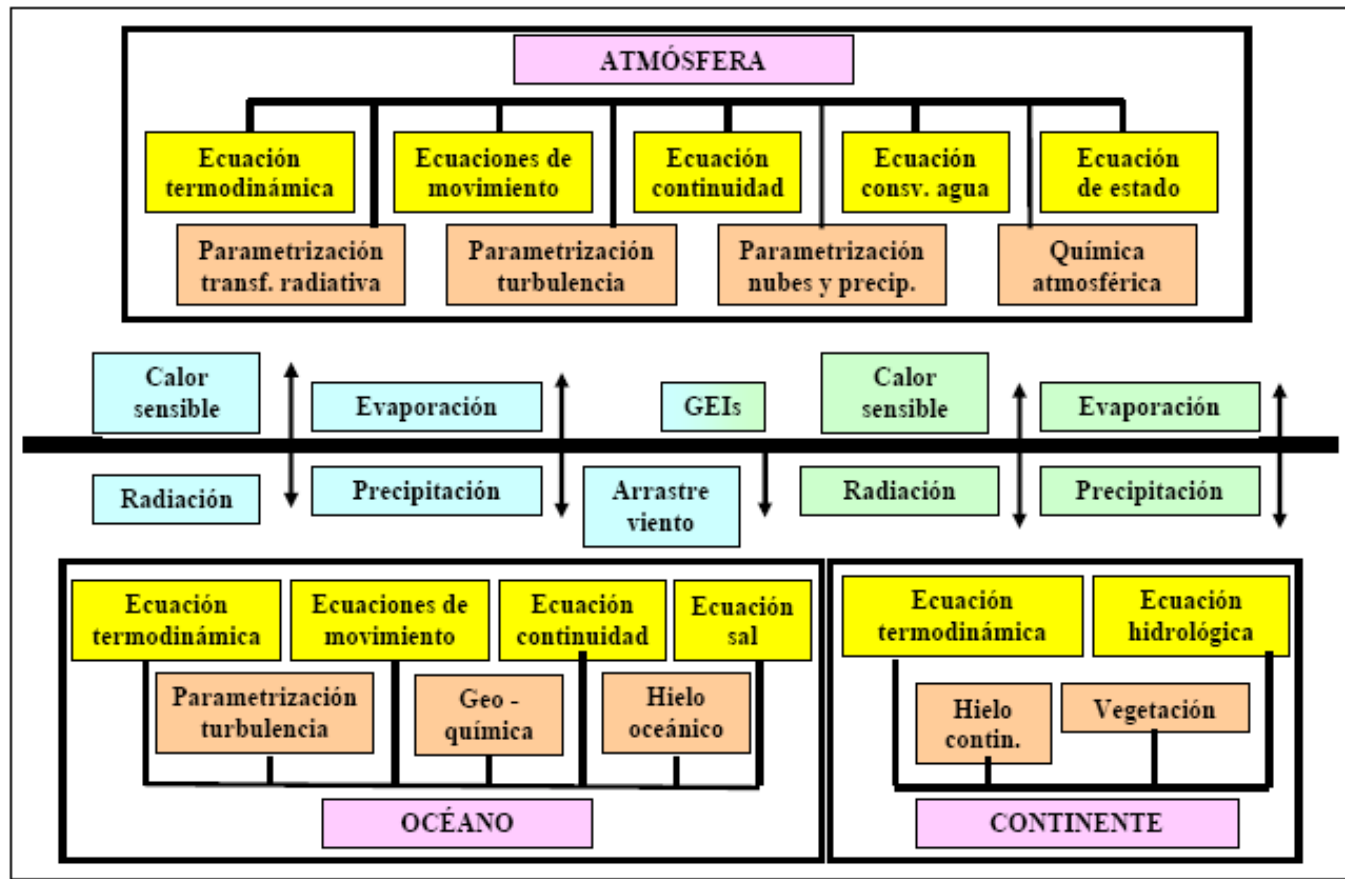 ATMÓSFERA
Ecuación
termodinámica
Ecuaciones de
movimiento
Ecuación
continuidad
Ecuación
consv. agua
Ecuación
de estado
Parametrización
transf. radiativa
Parametrización
turbulencia
Parametrización
nubes y precip.
Química
atmosférica
Calor
sensible
Evaporación
GEIs
Calor
sensible
Evaporación
Radiación
Precipitación
Arrastre
viento
Radiación
Precipitación
Ecuación
termodinámica
Ecuaciones de
movimiento
Ecuación
continuidad
Ecuación
sal
Parametrización
turbulencia
Geo -
química
Hielo
oceánico
OCÉANO
Ecuación
termodinámica
Ecuación
hidrológica
Hielo
contin.
Vegetación
CONTINENTE